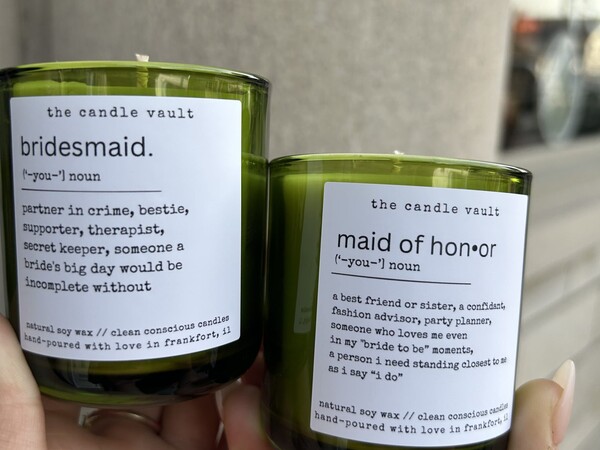 the candle vault
bridesmaid.
('-you-') noun
partner in crime, bestie,
supporter, therapist,
secret keeper, someone a
bride's big day would be
incomplete without
natural soy wax // clean conscious candles
hand-poured with love in frankfort, il
the candle vault
maid of hon•or
('-you-') noun
a best friend or sister, a confidant,
fashion advisor, party planner,
someone who loves me even
in my "bride to be" moments,
a person i need standing closest to me
as i say "i do"
natural soy wax // clean conscious candles
hand-poured with love in frankfort, il